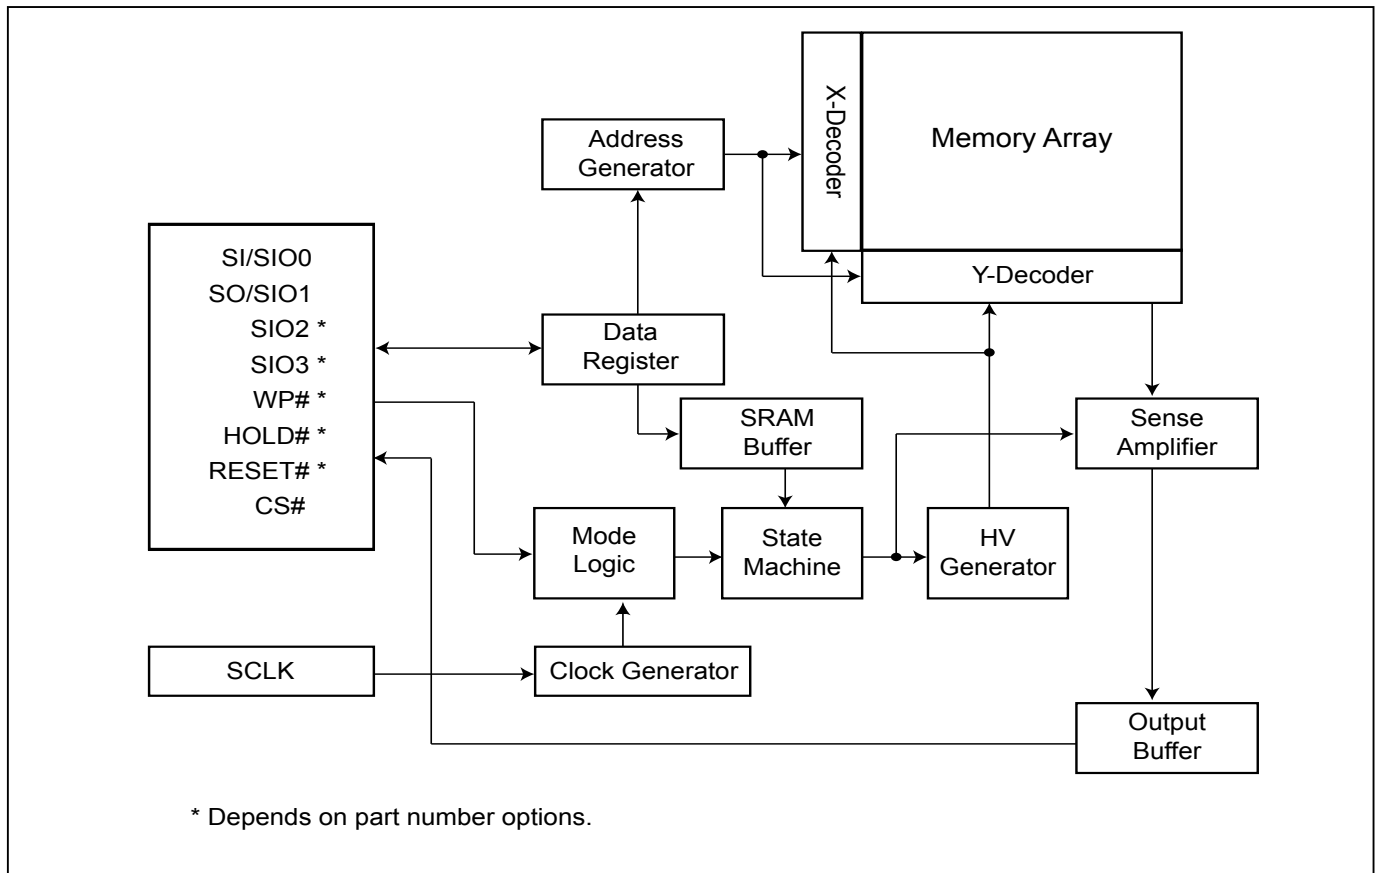 X-Decoder
Memory Array
Address
Generator
Y-Decoder
SI/SIO0
SO/SIO1
SIO2 *
SIO3 *
WP# *
HOLD# *
RESET# *
CS#
Data
Register
SRAM
Buffer
Sense
Amplifier
Mode
Logic
State
Machine
HV
Generator
SCLK
Clock Generator
Output
Buffer
* Depends on part number options.